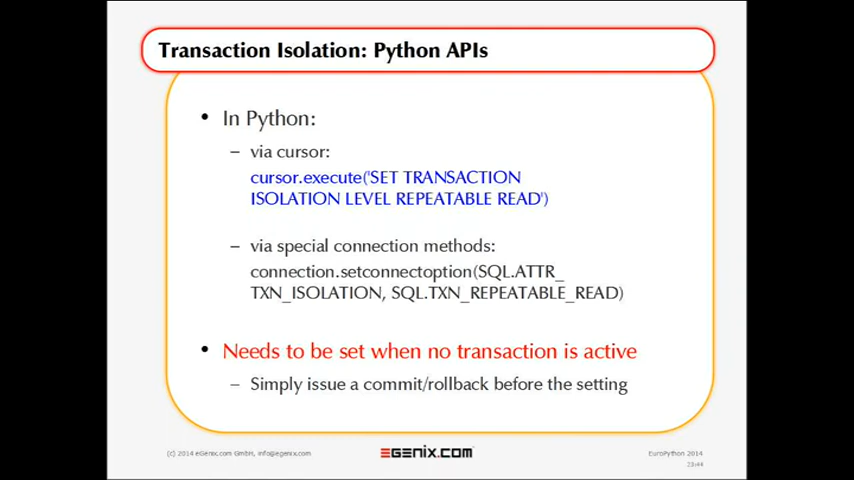 Transaction Isolation: Python APIs
• In Python:
– via cursor:
cursor.execute('SET TRANSACTION
ISOLATION LEVEL REPEATABLE READ')
– via special connection methods:
connection.setconnectoption(SQL.ATTR_
TXN_ISOLATION, SQL.TXN_REPEATABLE_READ)
• Needs to be set when no transaction is active
– Simply issue a commit/rollback before the setting
(c) 2014 eGenix.com GmbH, info@egenix.com
EGENIX.COM
EuroPython 2014
23:44